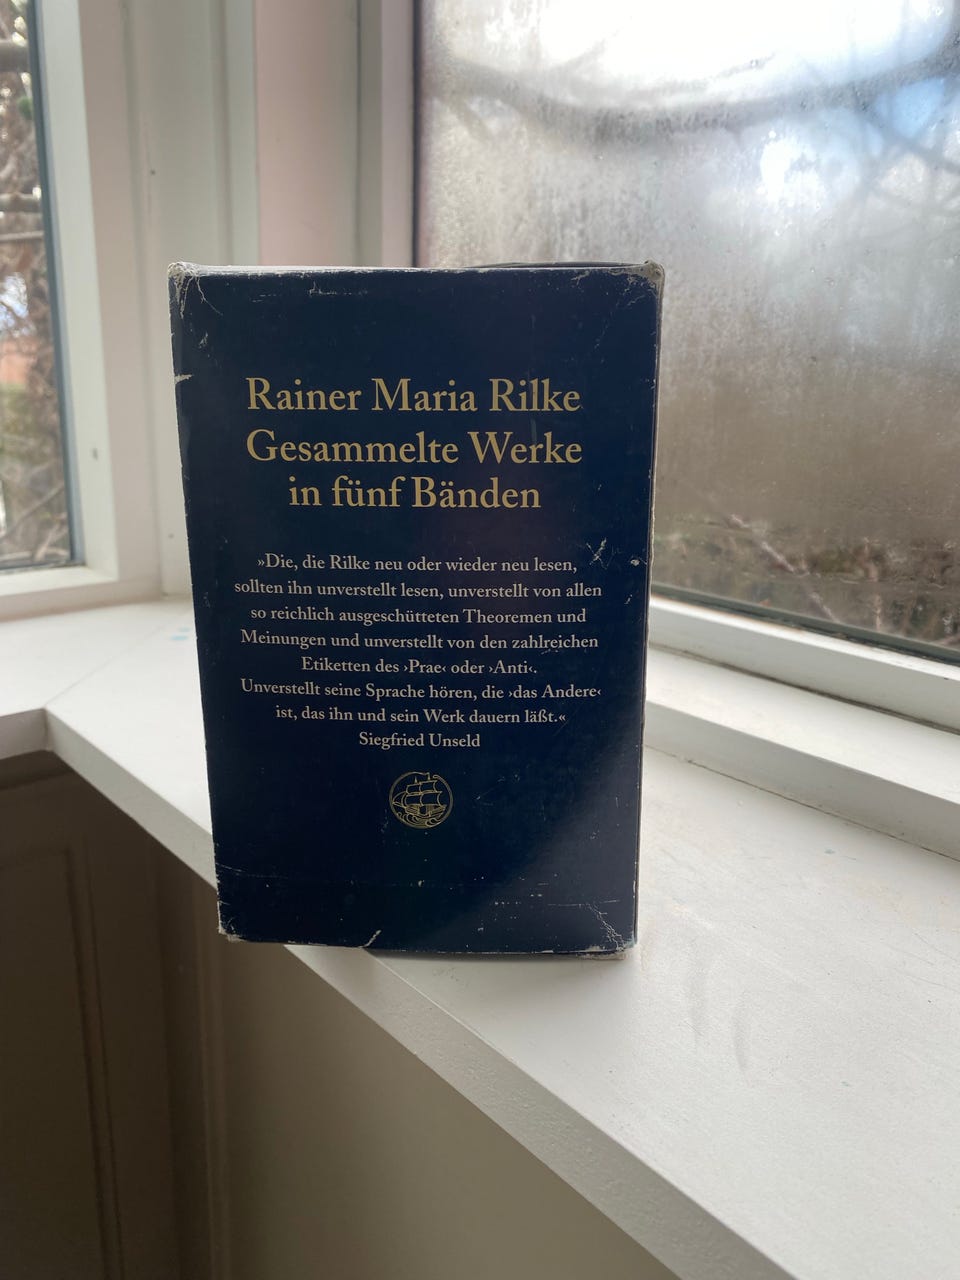 Rainer Maria Rilke
Gesammelte Werke
in fünf Bänden
»Die, die Rilke neu oder wieder neu lesen,
sollten ihn unverstellt lesen, unverstellt von allen
so reichlich ausgeschütteten Theoremen und
Meinungen und unverstellt von den zahlreichen
Etiketten des ›Prae‹ oder ›Anti‹.
Unverstellt seine Sprache hören, die ›das Andere‹
ist, das ihn und sein Werk dauern läßt.«
Siegfried Unseld